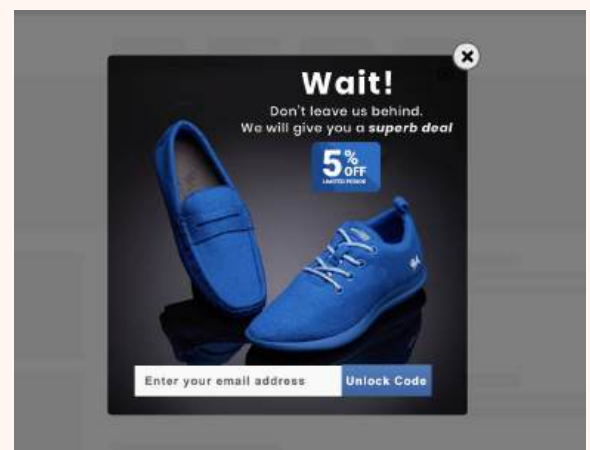 Wait!
Don't leave us behind.
We will give you a superb deal
5% OFF
LIMITED PERIOD
Enter your email address
Unlock Code